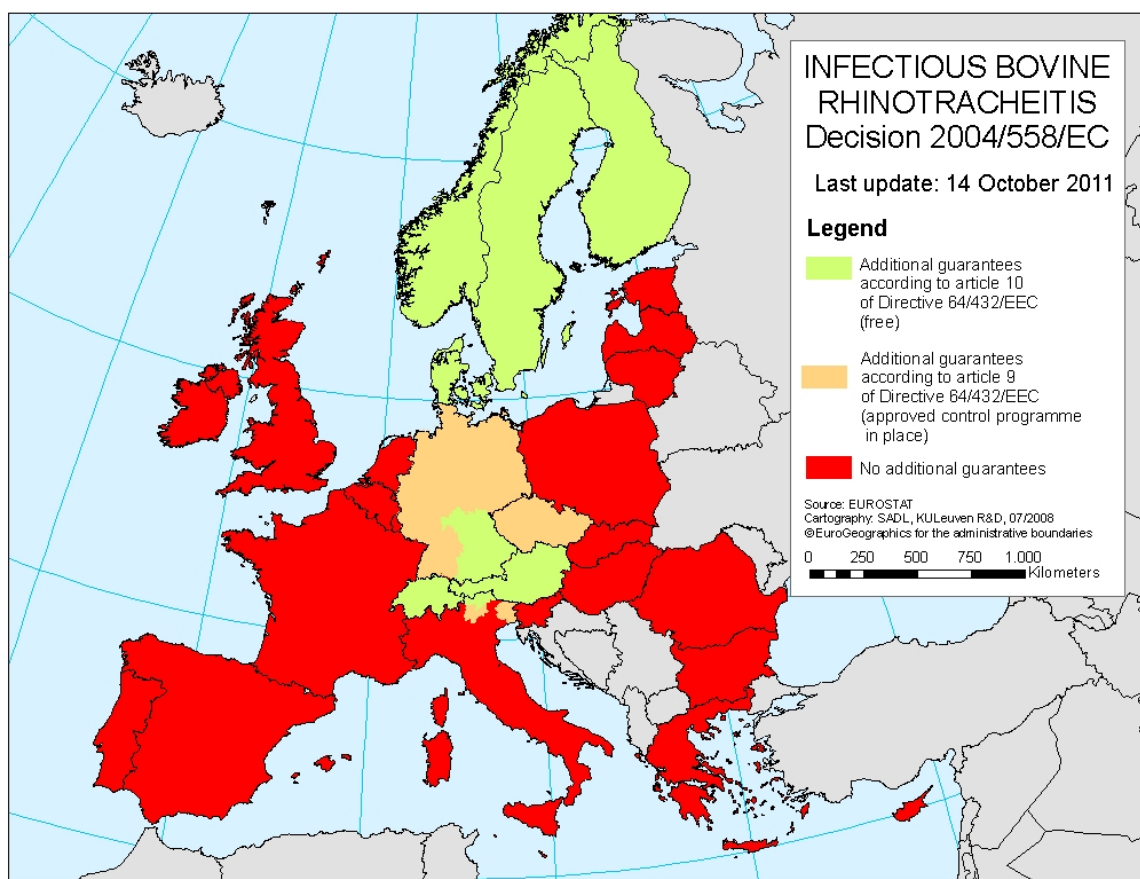 INFECTIOUS BOVINE
RHINOTRACHEITIS
Decision 2004/558/EC
Last update: 14 October 2011
Legend
Additional guarantees
according to article 10
of Directive 64/432/EEC
(free)
Additional guarantees
according to article 9
of Directive 64/432/EEC
(approved control programme
in place)
No additional guarantees
Source: EUROSTAT
Cartography: SADL, KULeuven R&D, 07/2008
©EuroGeographics for the administrative boundaries
0 250 500 750 1.000
Kilometers